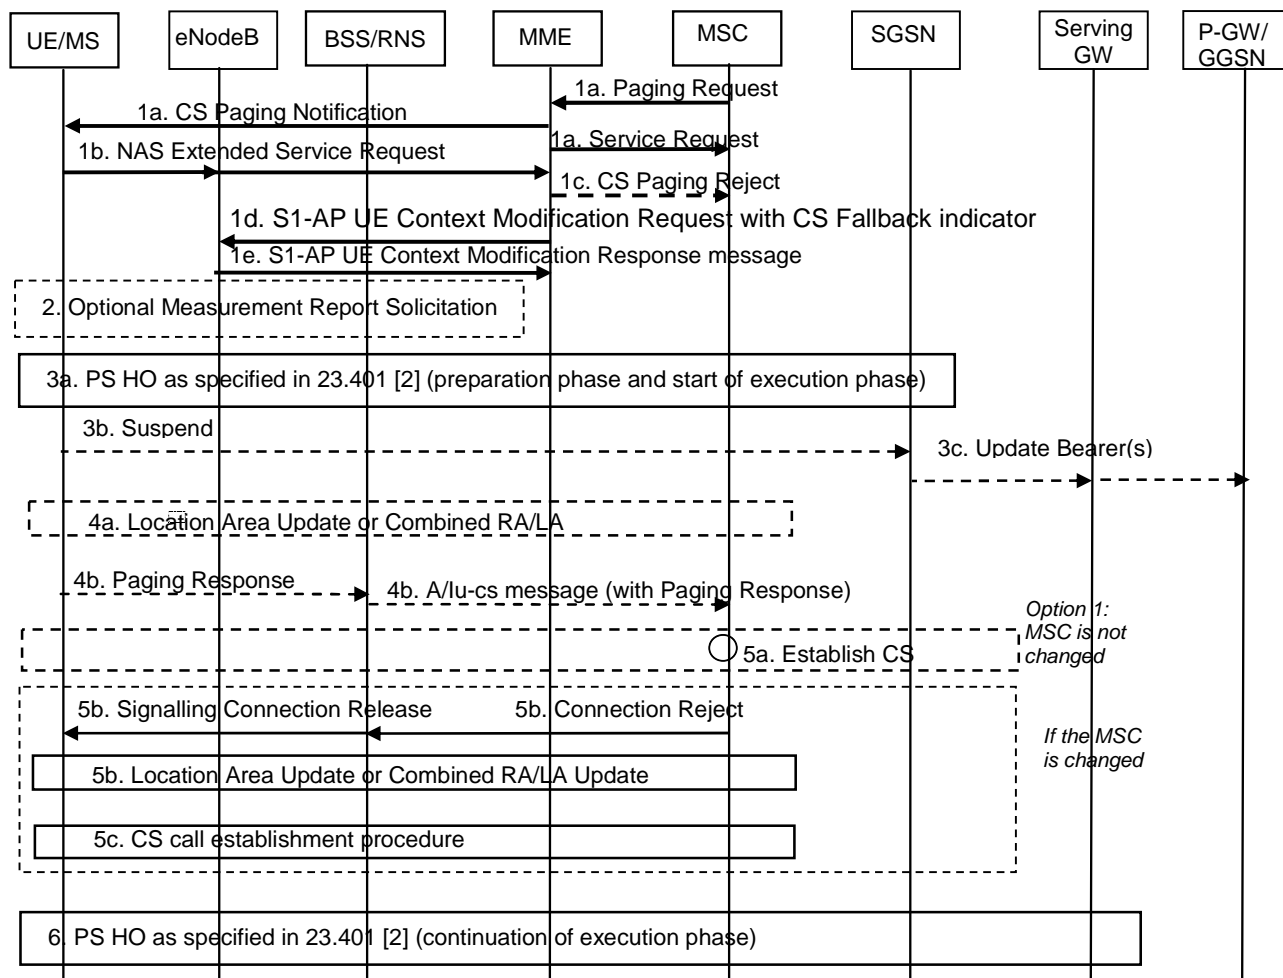 UE/MS
eNodeB
BSS/RNS
MME
MSC
SGSN
Serving
GW
P-GW/
GGSN
1a. Paging Request
1a. CS Paging Notification
1a. Service Request
1b. NAS Extended Service Request
1c. CS Paging Reject
1d. S1-AP UE Context Modification Request with CS Fallback indicator
1e. S1-AP UE Context Modification Response message
2. Optional Measurement Report Solicitation
3a. PS HO as specified in 23.401 [2] (preparation phase and start of execution phase)
3b. Suspend
3c. Update Bearer(s)
4a. Location Area Update or Combined RA/LA
4b. Paging Response
4b. A/Iu-cs message (with Paging Response)
Option 1:
MSC is not
changed
5a. Establish CS
5b. Signalling Connection Release
5b. Connection Reject
If the MSC
is changed
5b. Location Area Update or Combined RA/LA Update
5c. CS call establishment procedure
6. PS HO as specified in 23.401 [2] (continuation of execution phase)